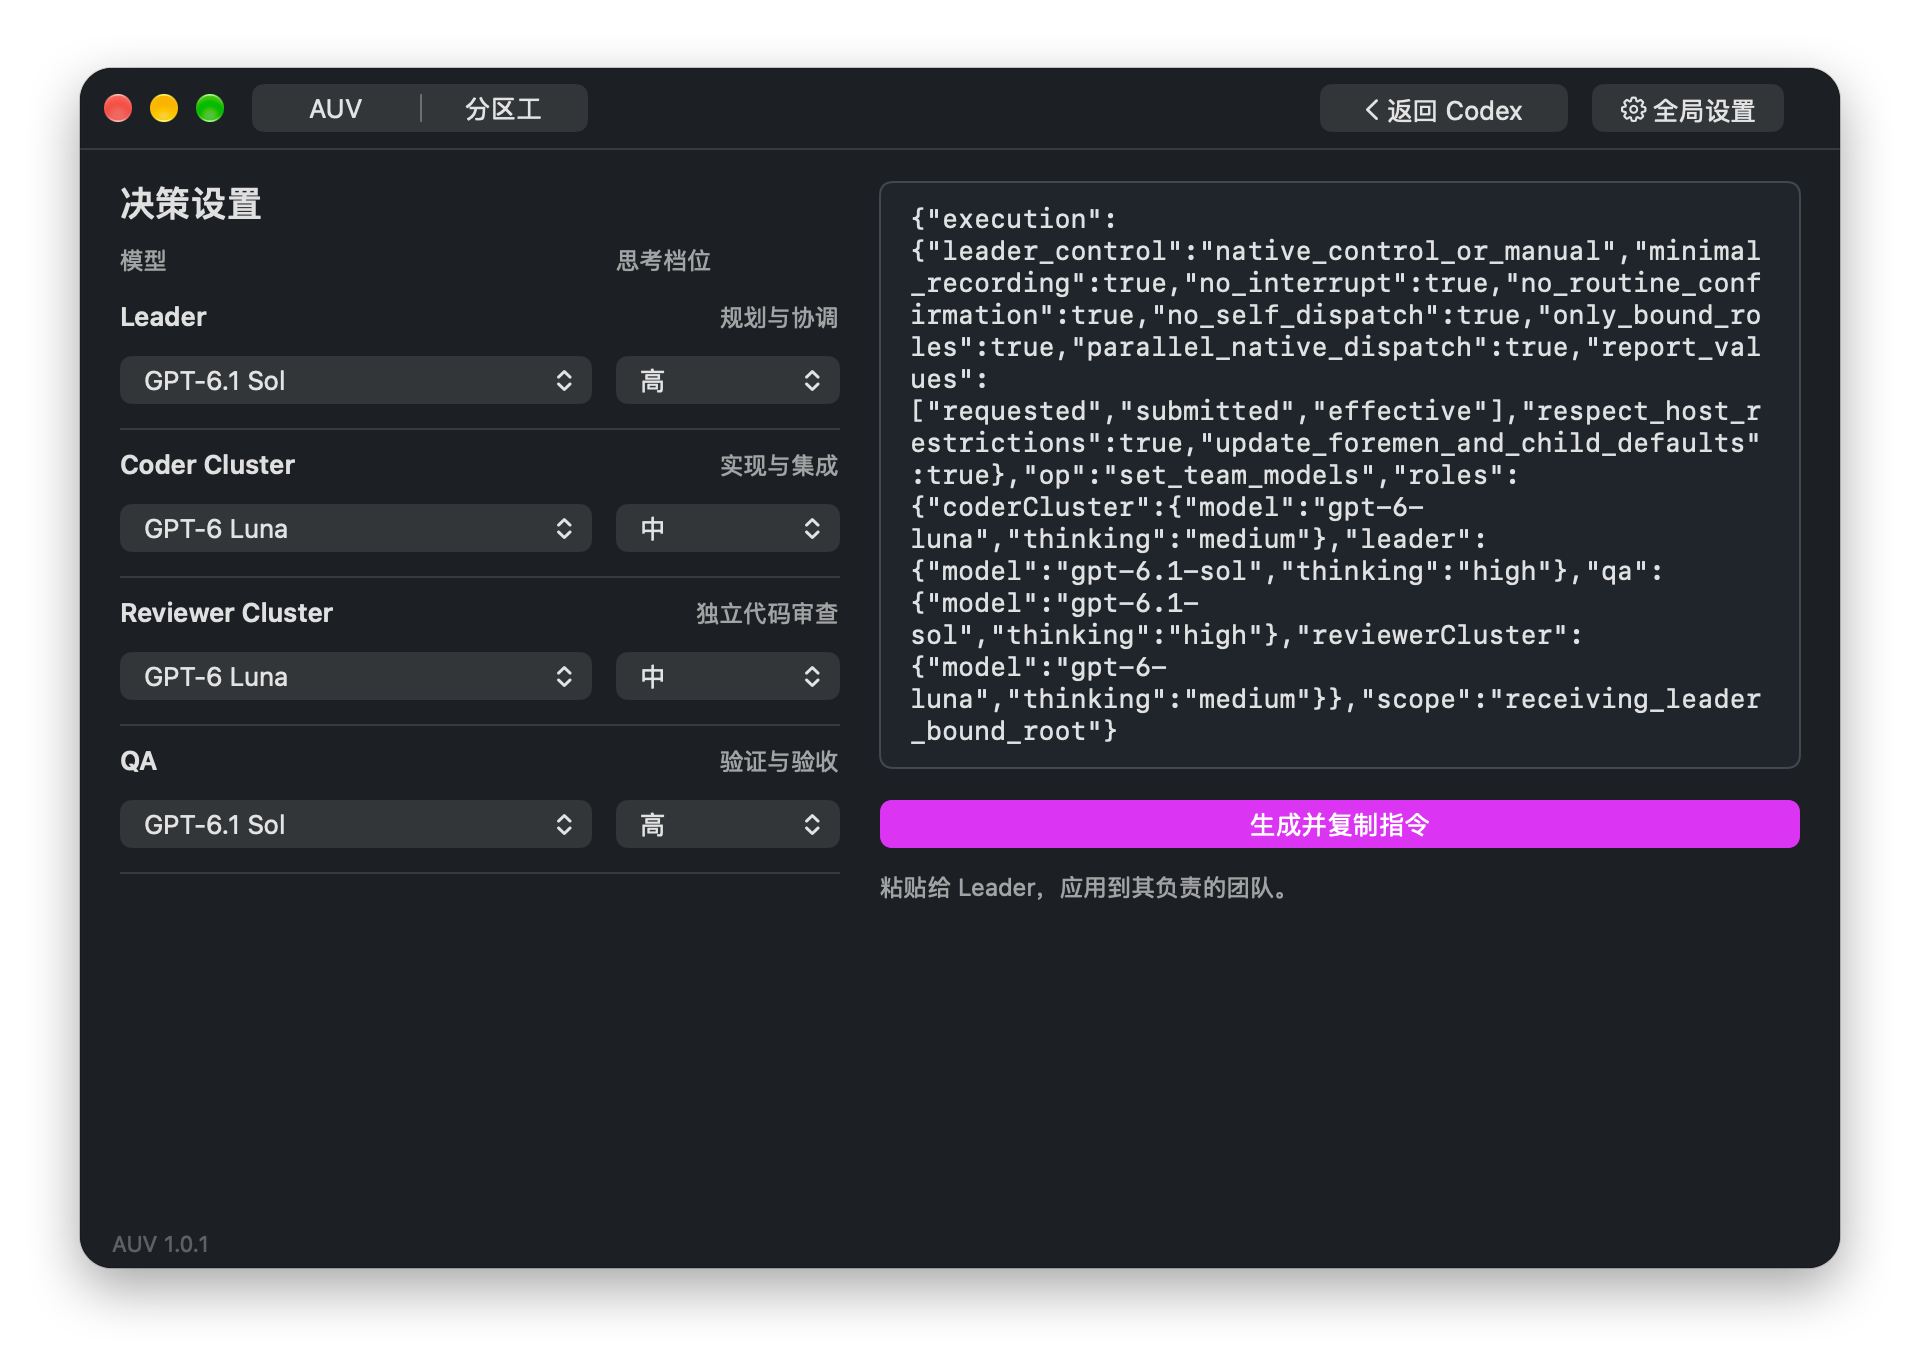 AUV
分区工
返回 Codex
全局设置
决策设置
模型
思考档位
Leader
规划与协调
GPT-6.1 Sol
高
Coder Cluster
实现与集成
GPT-6 Luna
中
Reviewer Cluster
独立代码审查
GPT-6 Luna
中
QA
验证与验收
GPT-6.1 Sol
高
{"execution":
{"leader_control":"native_control_or_manual","minimal
_recording":true,"no_interrupt":true,"no_routine_conf
irmation":true,"no_self_dispatch":true,"only_bound_ro
les":true,"parallel_native_dispatch":true,"report_val
ues":
["requested","submitted","effective"],"respect_host_r
estrictions":true,"update_foremen_and_child_defaults"
:true},"op":"set_team_models","roles":
{"coderCluster":{"model":"gpt-6-
luna","thinking":"medium"},"leader":
{"model":"gpt-6.1-sol","thinking":"high"},"qa":
{"model":"gpt-6.1-
sol","thinking":"high"},"reviewerCluster":
{"model":"gpt-6-
luna","thinking":"medium"}},"scope":"receiving_leader
_bound_root"}
生成并复制指令
粘贴给 Leader，应用到其负责的团队。
AUV 1.0.1